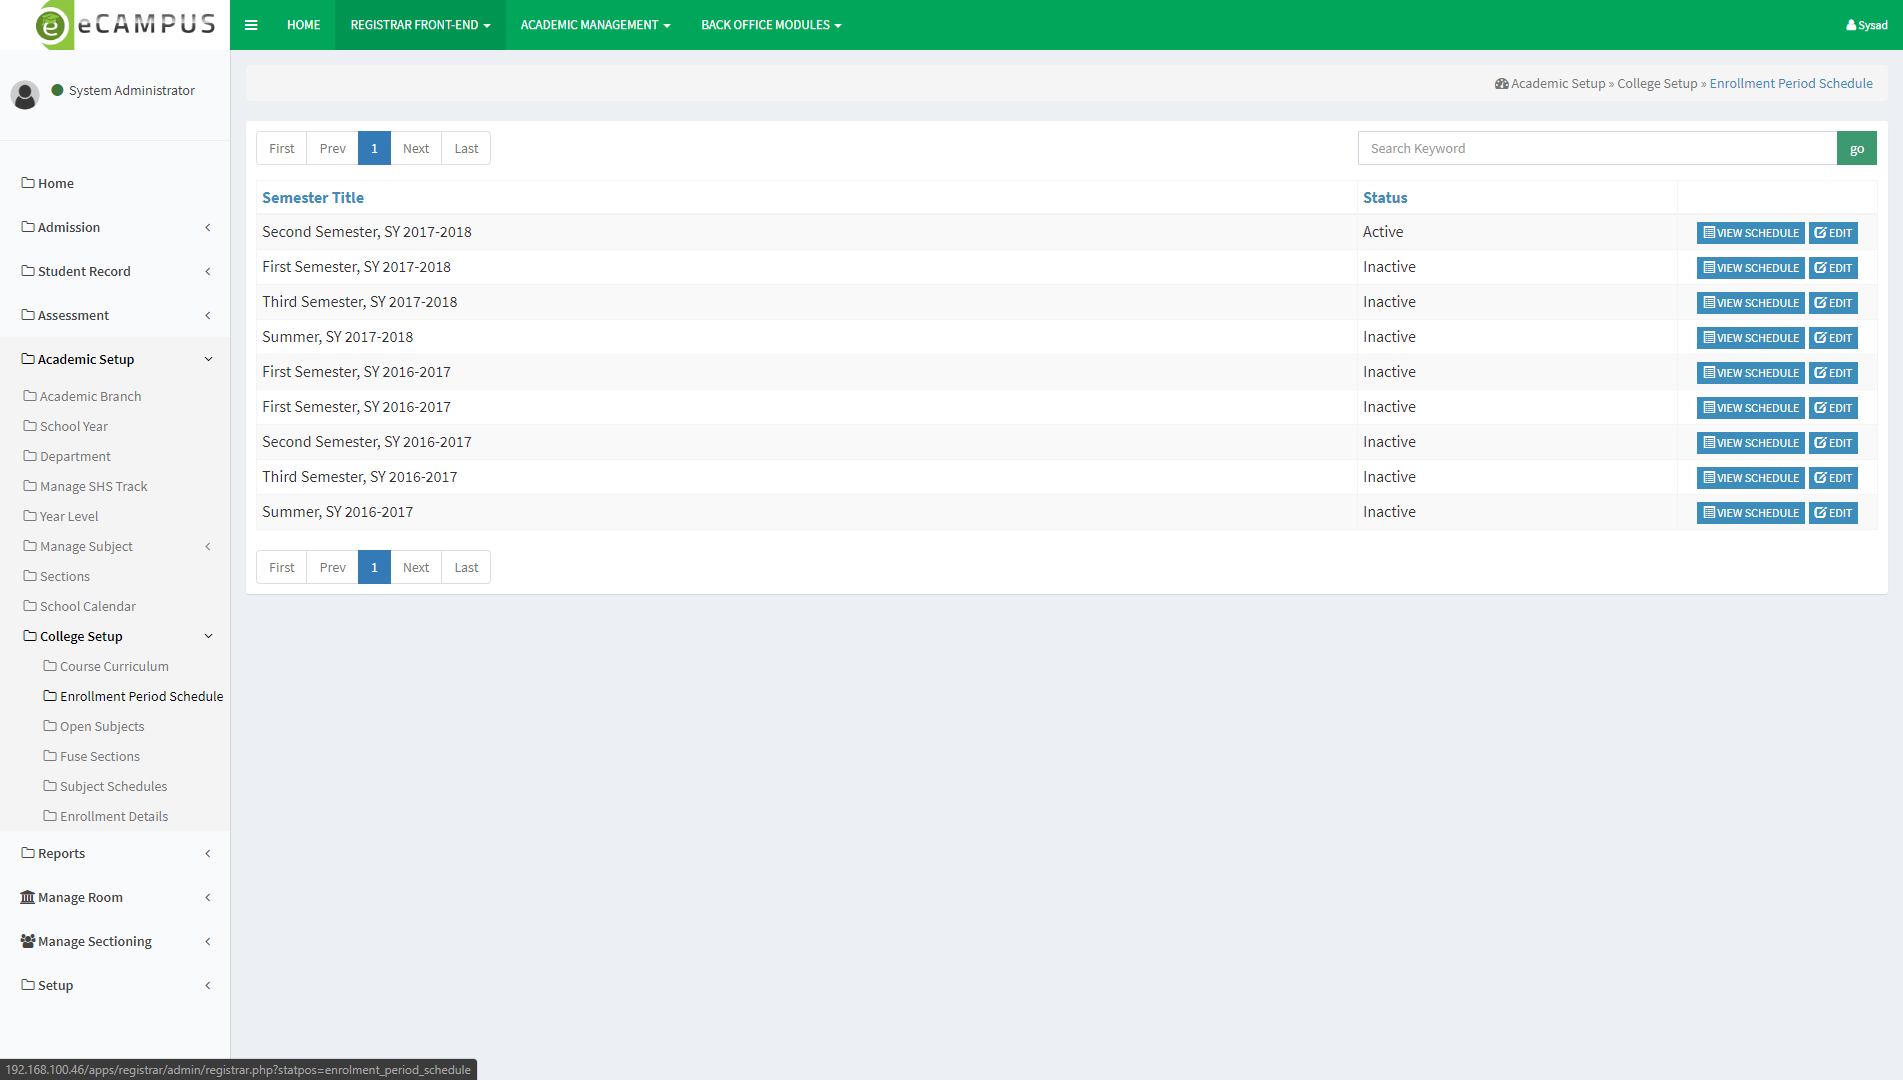 eCAMPUS
HOME
REGISTRAR FRONT-END
ACADEMIC MANAGEMENT
BACK OFFICE MODULES
Sysad
System Administrator
Academic Setup » College Setup » Enrollment Period Schedule
Home
Admission
Student Record
Assessment
Academic Setup
Academic Branch
School Year
Department
Manage SHS Track
Year Level
Manage Subject
Sections
School Calendar
College Setup
Course Curriculum
Enrollment Period Schedule
Open Subjects
Fuse Sections
Subject Schedules
Enrollment Details
Reports
Manage Room
Manage Sectioning
Setup
First Prev 1 Next Last
Search Keyword go
Semester Title Status
Second Semester, SY 2017-2018 Active VIEW SCHEDULE EDIT
First Semester, SY 2017-2018 Inactive VIEW SCHEDULE EDIT
Third Semester, SY 2017-2018 Inactive VIEW SCHEDULE EDIT
Summer, SY 2017-2018 Inactive VIEW SCHEDULE EDIT
First Semester, SY 2016-2017 Inactive VIEW SCHEDULE EDIT
First Semester, SY 2016-2017 Inactive VIEW SCHEDULE EDIT
Second Semester, SY 2016-2017 Inactive VIEW SCHEDULE EDIT
Third Semester, SY 2016-2017 Inactive VIEW SCHEDULE EDIT
Summer, SY 2016-2017 Inactive VIEW SCHEDULE EDIT
First Prev 1 Next Last
192.168.100.46/apps/registrar/admin/registrar.php?statpos=enrolment_period_schedule